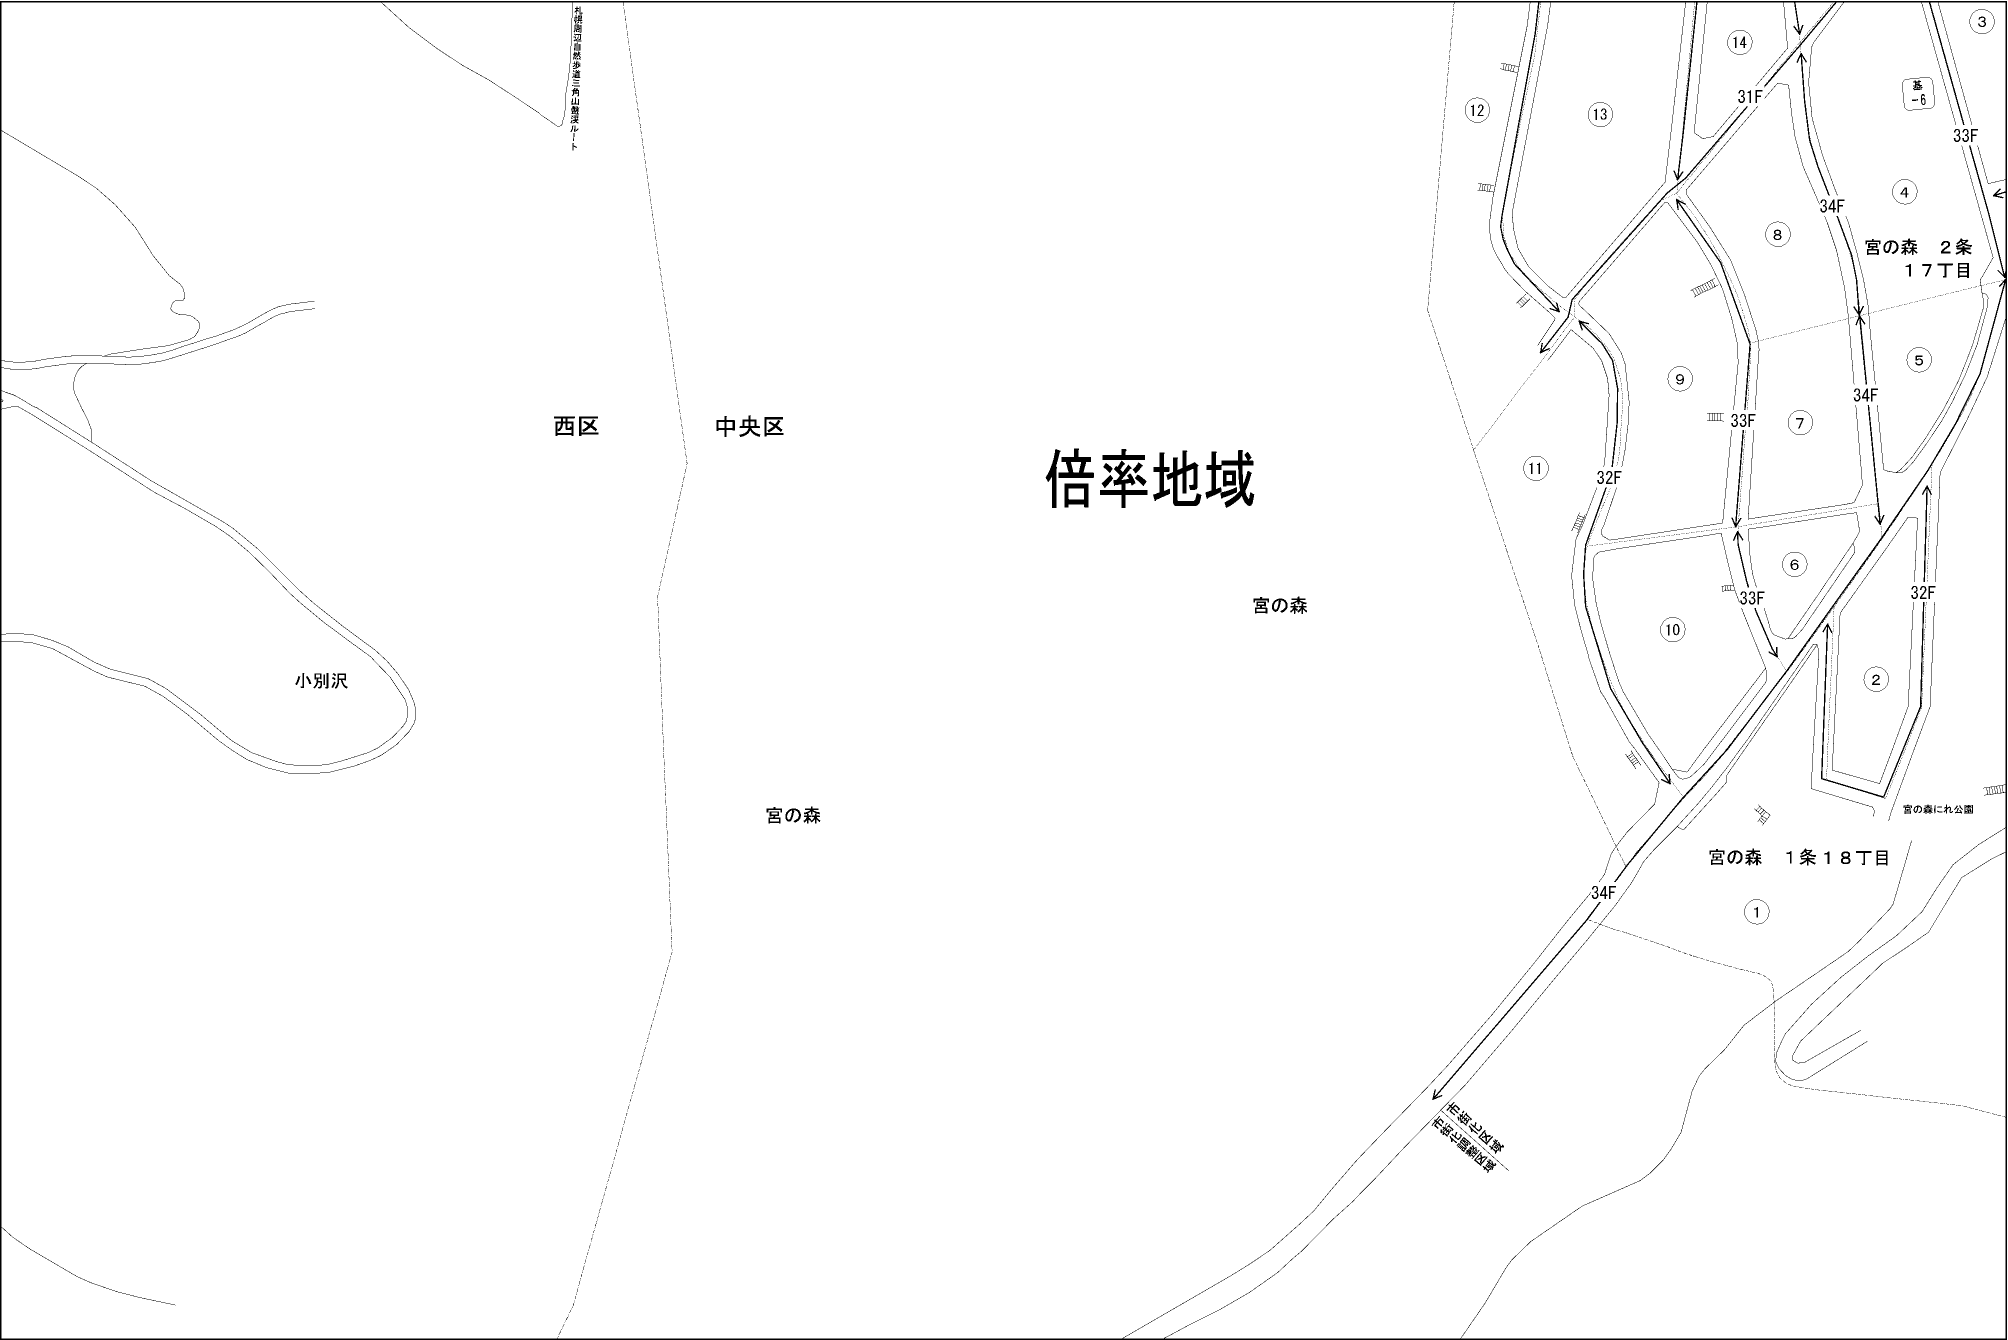 札幌周辺自然歩道三角山盤渓ルート
3
14
基
-6
31F
12
13
33F
4
34F
8
宮の森　２条
１７丁目
5
9
34F
7
33F
西区
中央区
倍率地域
11
32F
6
32F
33F
宮の森
10
2
小別沢
宮の森にれ公園
宮の森
宮の森　１条１８丁目
34F
1
市街化区域
市街化調整区域